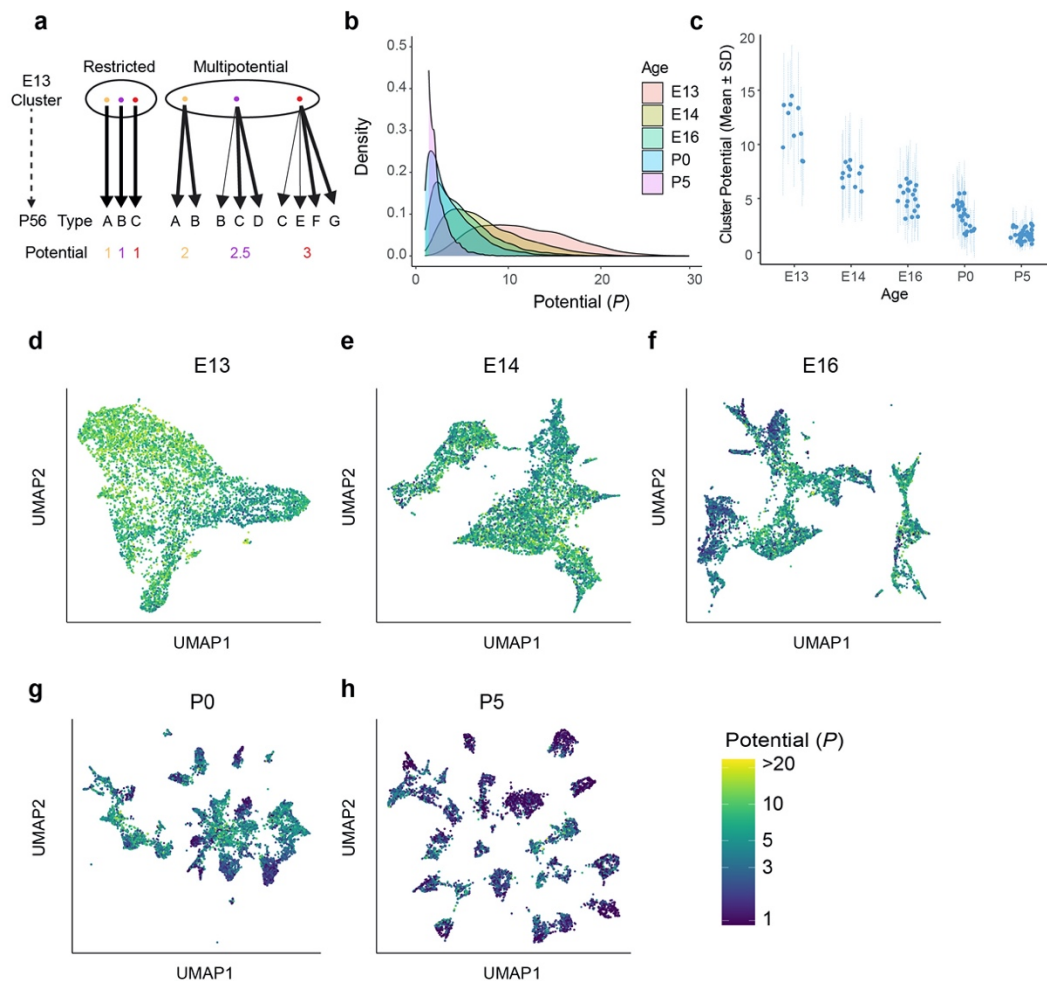 a
Restricted Multipotential
E13
Cluster
P56 Type A B C A B B C D C E F G
Potential 1 1 1 2 2.5 3
b
0.5
0.4
0.3
0.2
0.1
0.0
Density
0 10 20 30
Potential (P)
Age
E13
E14
E16
P0
P5
c
20
15
10
5
0
Cluster Potential (Mean ± SD)
E13 E14 E16 P0 P5
Age
d
E13
UMAP2
UMAP1
e
E14
UMAP2
UMAP1
f
E16
UMAP2
UMAP1
g
P0
UMAP2
UMAP1
h
P5
UMAP2
UMAP1
Potential (P)
>20
10
5
3
1